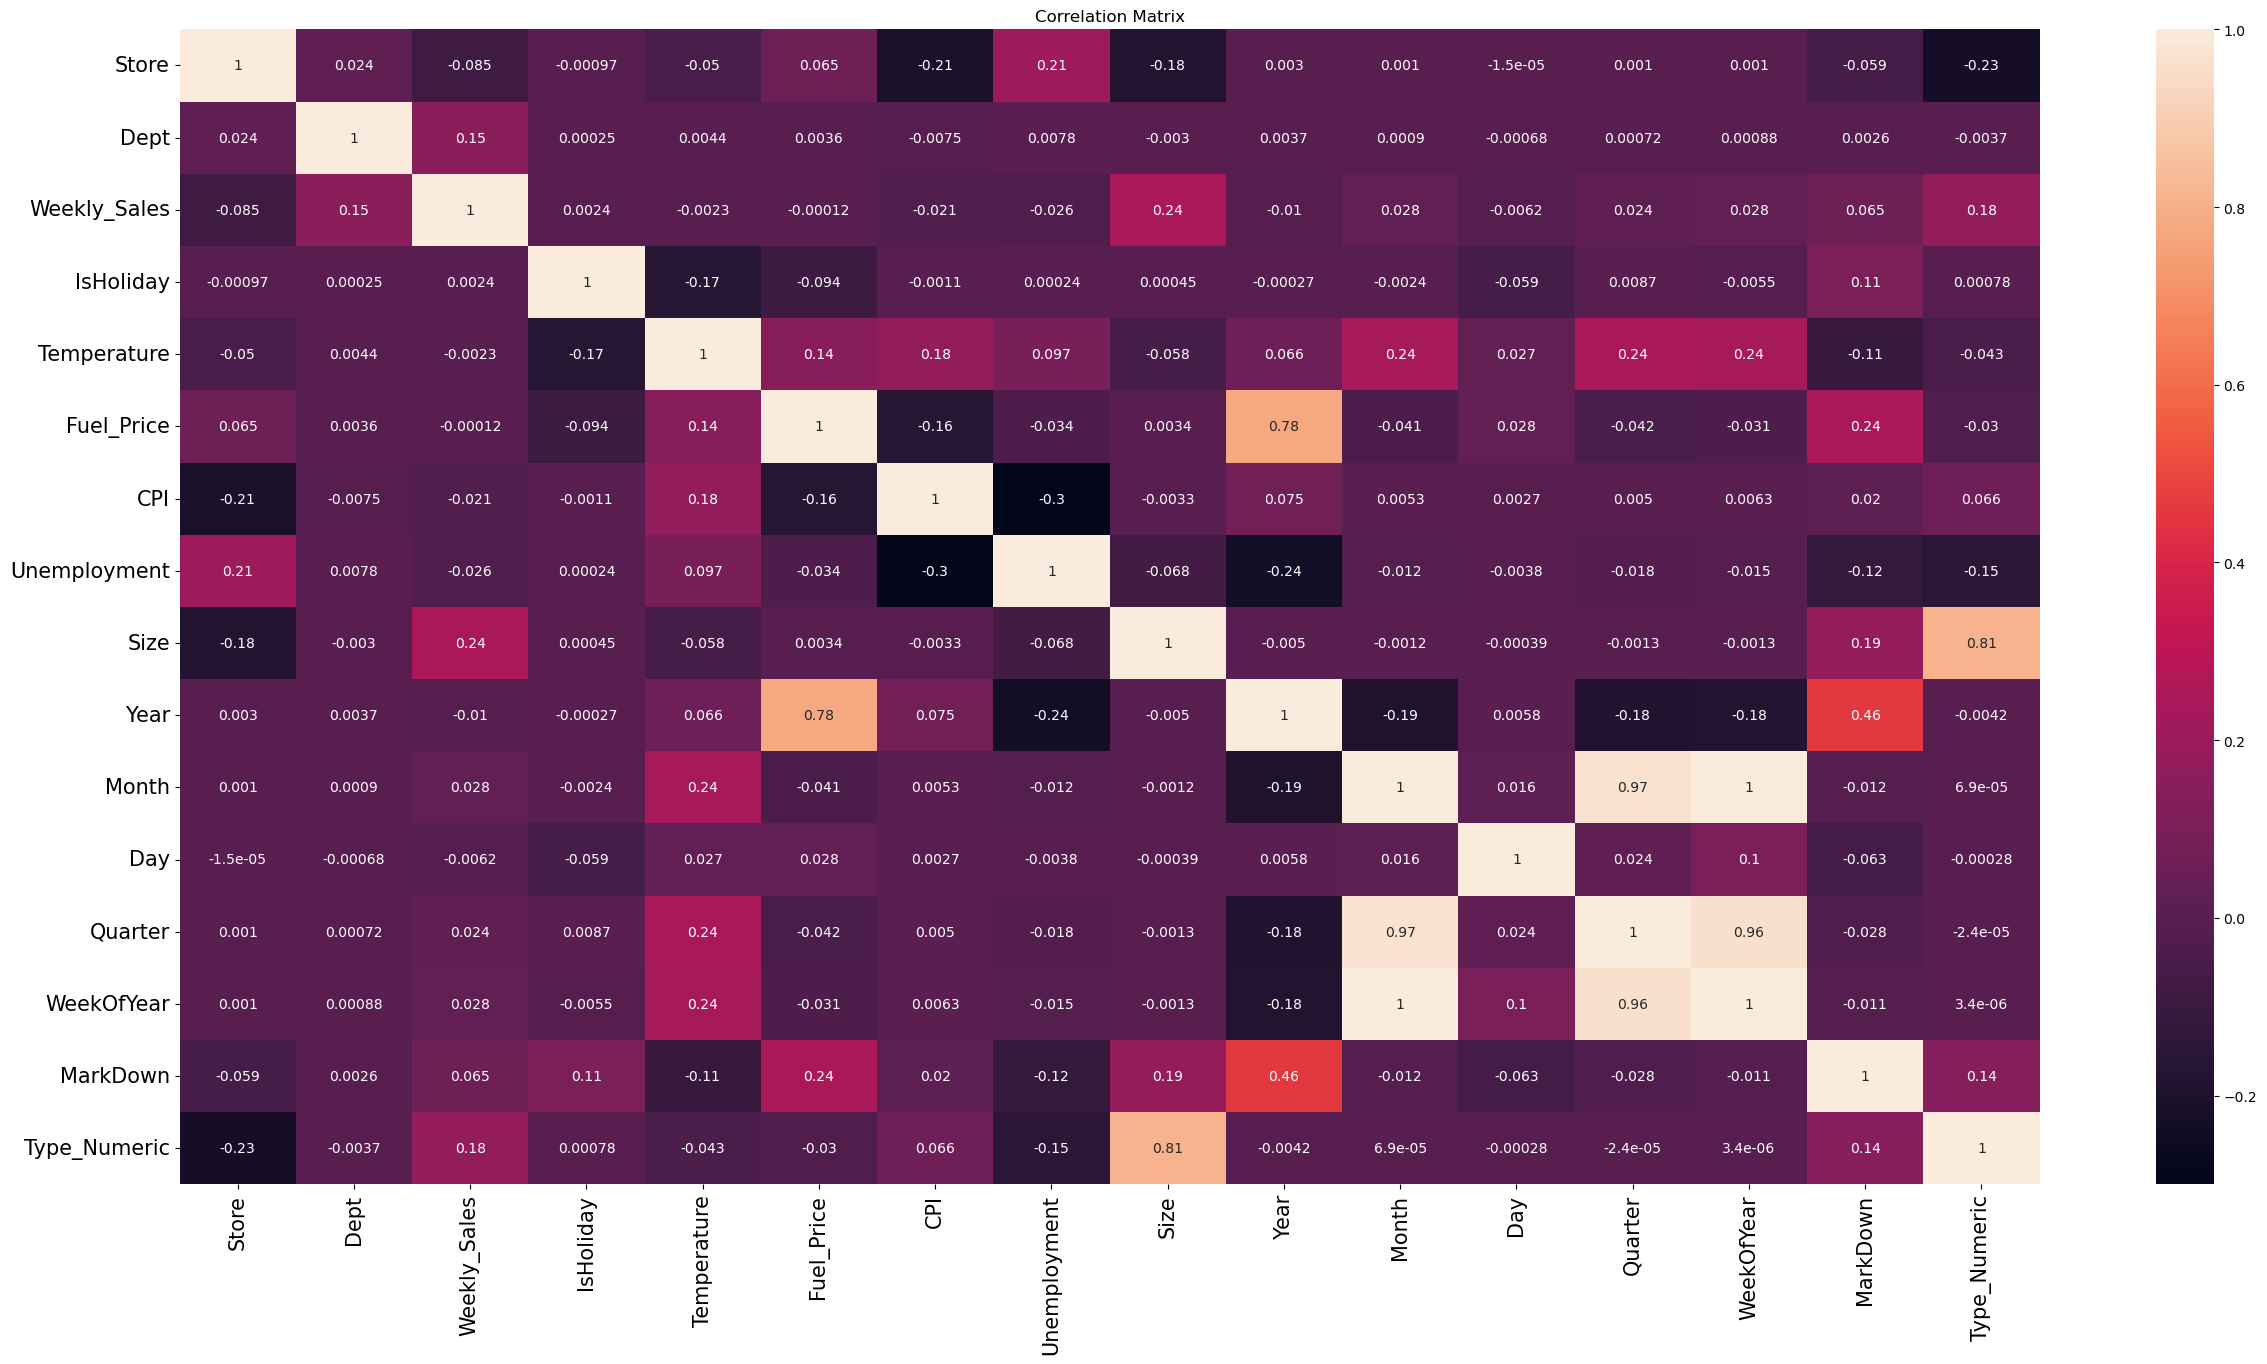 Correlation Matrix
Store 1 0.024 -0.085 -0.00097 -0.05 0.065 -0.21 0.21 -0.18 0.003 0.001 -1.5e-05 0.001 0.001 -0.059 -0.23
Dept 0.024 1 0.15 0.00025 0.0044 0.0036 -0.0075 0.0078 -0.003 0.0037 0.0009 -0.00068 0.00072 0.00088 0.0026 -0.0037
Weekly_Sales -0.085 0.15 1 0.0024 -0.0023 -0.00012 -0.021 -0.026 0.24 -0.01 0.028 -0.0062 0.024 0.028 0.065 0.18
IsHoliday -0.00097 0.00025 0.0024 1 -0.17 -0.094 -0.0011 0.00024 0.00045 -0.00027 -0.0024 -0.059 0.0087 -0.0055 0.11 0.00078
Temperature -0.05 0.0044 -0.0023 -0.17 1 0.14 0.18 0.097 -0.058 0.066 0.24 0.027 0.24 0.24 -0.11 -0.043
Fuel_Price 0.065 0.0036 -0.00012 -0.094 0.14 1 -0.16 -0.034 0.0034 0.78 -0.041 0.028 -0.042 -0.031 0.24 -0.03
CPI -0.21 -0.0075 -0.021 -0.0011 0.18 -0.16 1 -0.3 -0.0033 0.075 0.0053 0.0027 0.005 0.0063 0.02 0.066
Unemployment 0.21 0.0078 -0.026 0.00024 0.097 -0.034 -0.3 1 -0.068 -0.24 -0.012 -0.0038 -0.018 -0.015 -0.12 -0.15
Size -0.18 -0.003 0.24 0.00045 -0.058 0.0034 -0.0033 -0.068 1 -0.005 -0.0012 -0.00039 -0.0013 -0.0013 0.19 0.81
Year 0.003 0.0037 -0.01 -0.00027 0.066 0.78 0.075 -0.24 -0.005 1 -0.19 0.0058 -0.18 -0.18 0.46 -0.0042
Month 0.001 0.0009 0.028 -0.0024 0.24 -0.041 0.0053 -0.012 -0.0012 -0.19 1 0.016 0.97 1 -0.012 6.9e-05
Day -1.5e-05 -0.00068 -0.0062 -0.059 0.027 0.028 0.0027 -0.0038 -0.00039 0.0058 0.016 1 0.024 0.1 -0.063 -0.00028
Quarter 0.001 0.00072 0.024 0.0087 0.24 -0.042 0.005 -0.018 -0.0013 -0.18 0.97 0.024 1 0.96 -0.028 -2.4e-05
WeekOfYear 0.001 0.00088 0.028 -0.0055 0.24 -0.031 0.0063 -0.015 -0.0013 -0.18 1 0.1 0.96 1 -0.011 3.4e-06
MarkDown -0.059 0.0026 0.065 0.11 -0.11 0.24 0.02 -0.12 0.19 0.46 -0.012 -0.063 -0.028 -0.011 1 0.14
Type_Numeric -0.23 -0.0037 0.18 0.00078 -0.043 -0.03 0.066 -0.15 0.81 -0.0042 6.9e-05 -0.00028 -2.4e-05 3.4e-06 0.14 1
Store Dept Weekly_Sales IsHoliday Temperature Fuel_Price CPI Unemployment Size Year Month Day Quarter WeekOfYear MarkDown Type_Numeric
1.0
0.8
0.6
0.4
0.2
0.0
−0.2